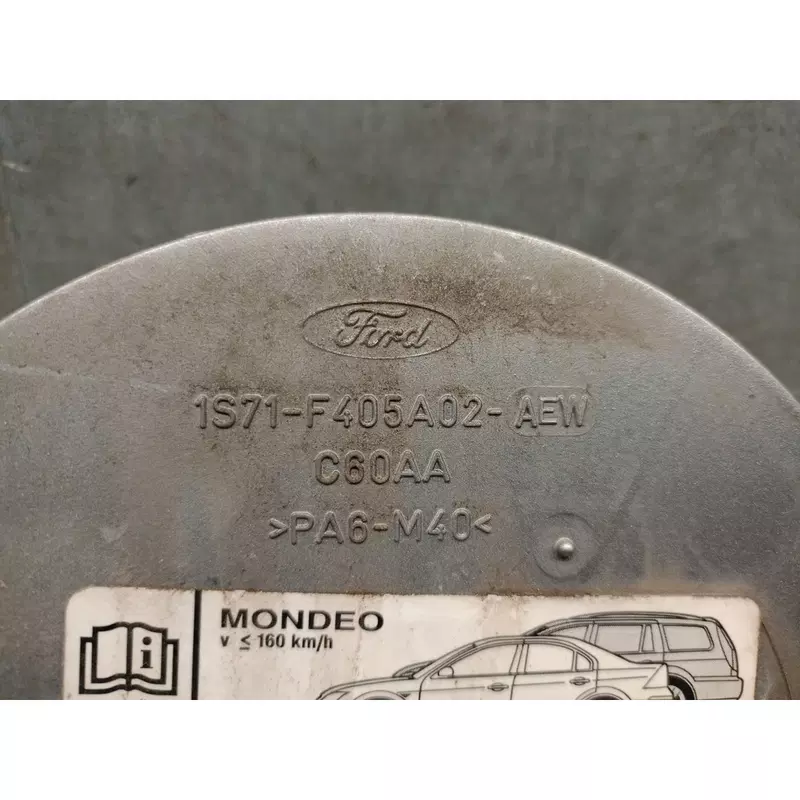 Ford
1S71-F405A02-AEW
C60AA
>PA6-M40<
i
MONDEO
v ≤ 160 km/h